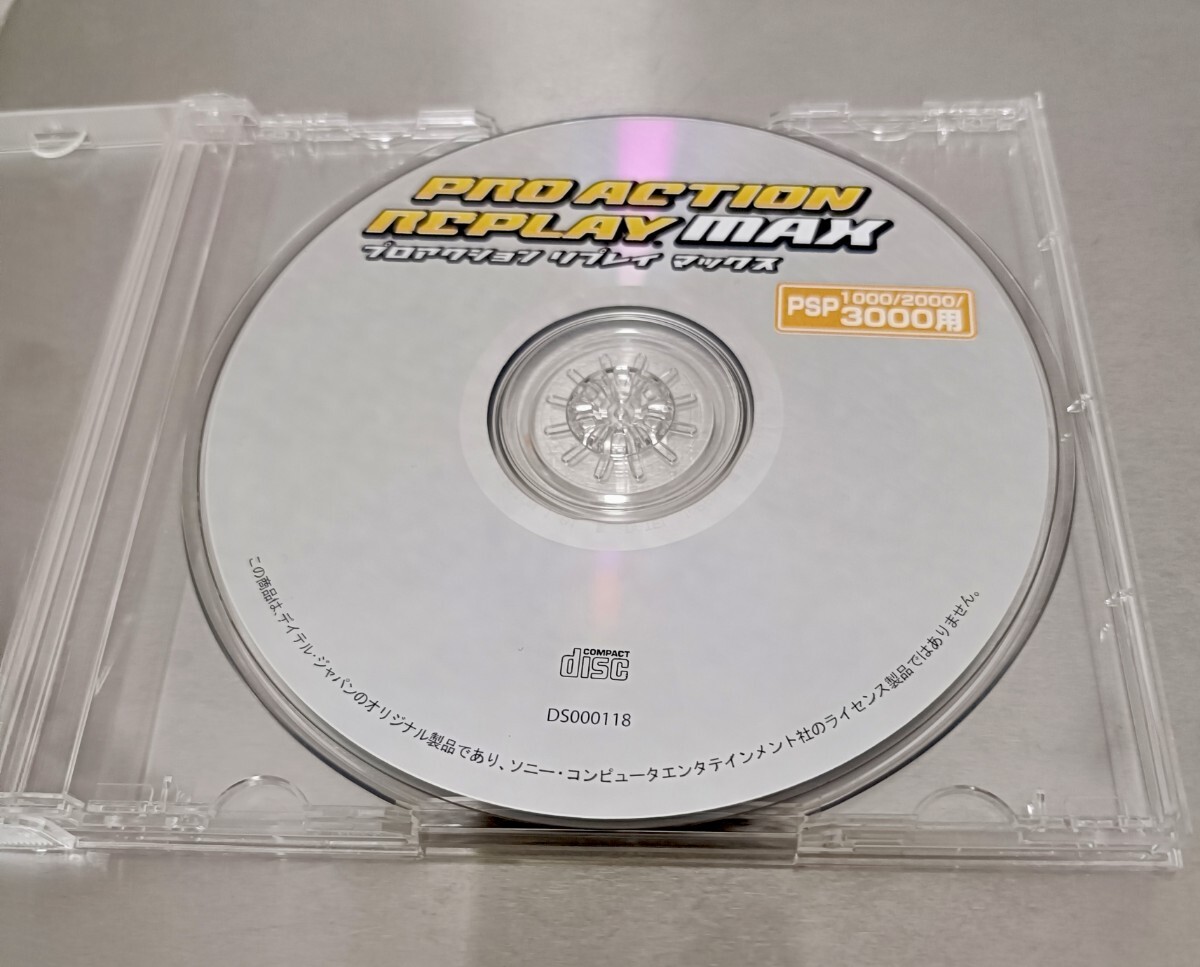 PRO ACTION
REPLAY MAX
プロアクション リプレイ マックス
PSP 1000/2000/
3000用
COMPACT
disc
DS000118
この商品は、デイテル・ジャパンのオリジナル製品であり、ソニー・コンピュータエンタテインメント社のライセンス製品ではありません。